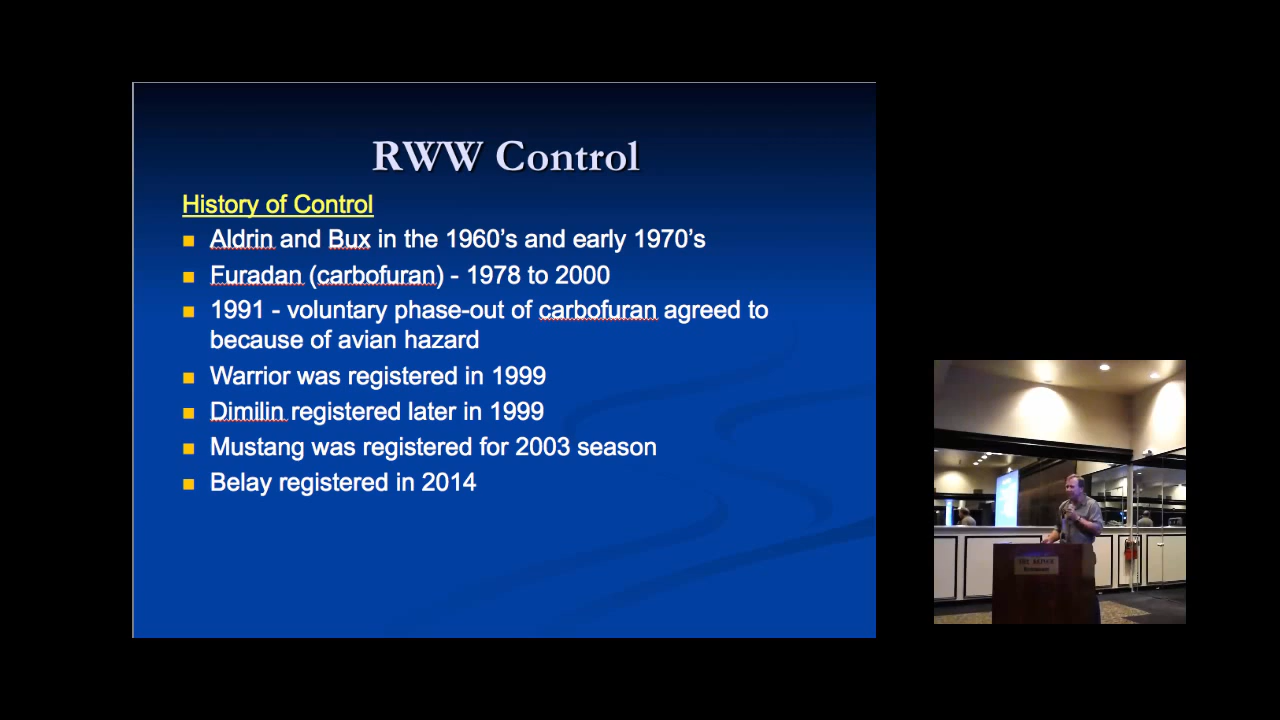 RWW Control
History of Control
Aldrin and Bux in the 1960's and early 1970's
Furadan (carbofuran) - 1978 to 2000
1991 - voluntary phase-out of carbofuran agreed to
because of avian hazard
Warrior was registered in 1999
Dimilin registered later in 1999
Mustang was registered for 2003 season
Belay registered in 2014